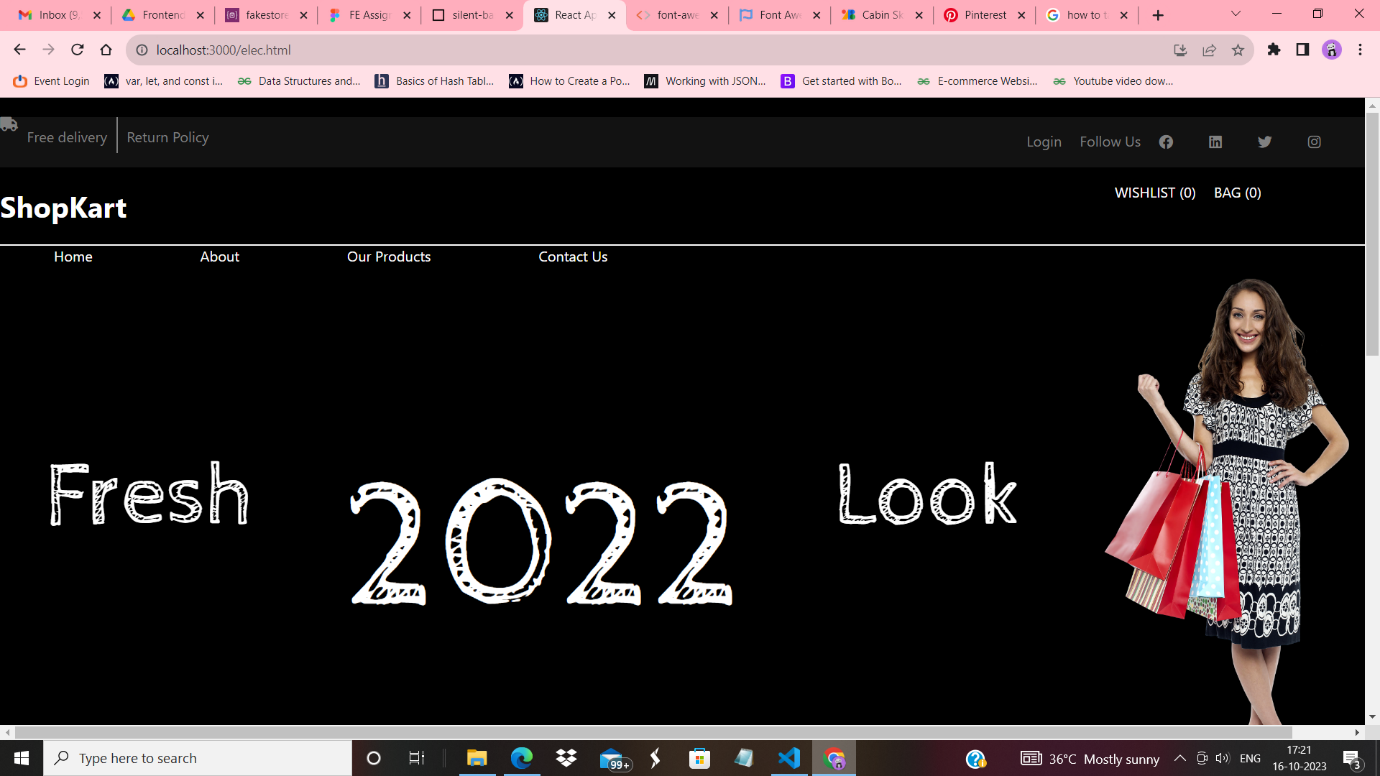 Inbox (9,
Frontend
fakestore
FE Assign
silent-ba
React Ap
font-awe
Font Awe
Cabin Sk
Pinterest
how to ta
localhost:3000/elec.html
Event Login
var, let, and const i...
Data Structures and...
Basics of Hash Tabl...
How to Create a Po...
Working with JSON...
Get started with Bo...
E-commerce Websi...
Youtube video dow...
Free delivery
Return Policy
Login
Follow Us
WISHLIST (0)
BAG (0)
ShopKart
Home
About
Our Products
Contact Us
Fresh
2022
Look
Type here to search
99+
36°C Mostly sunny
ENG
17:21
16-10-2023
3